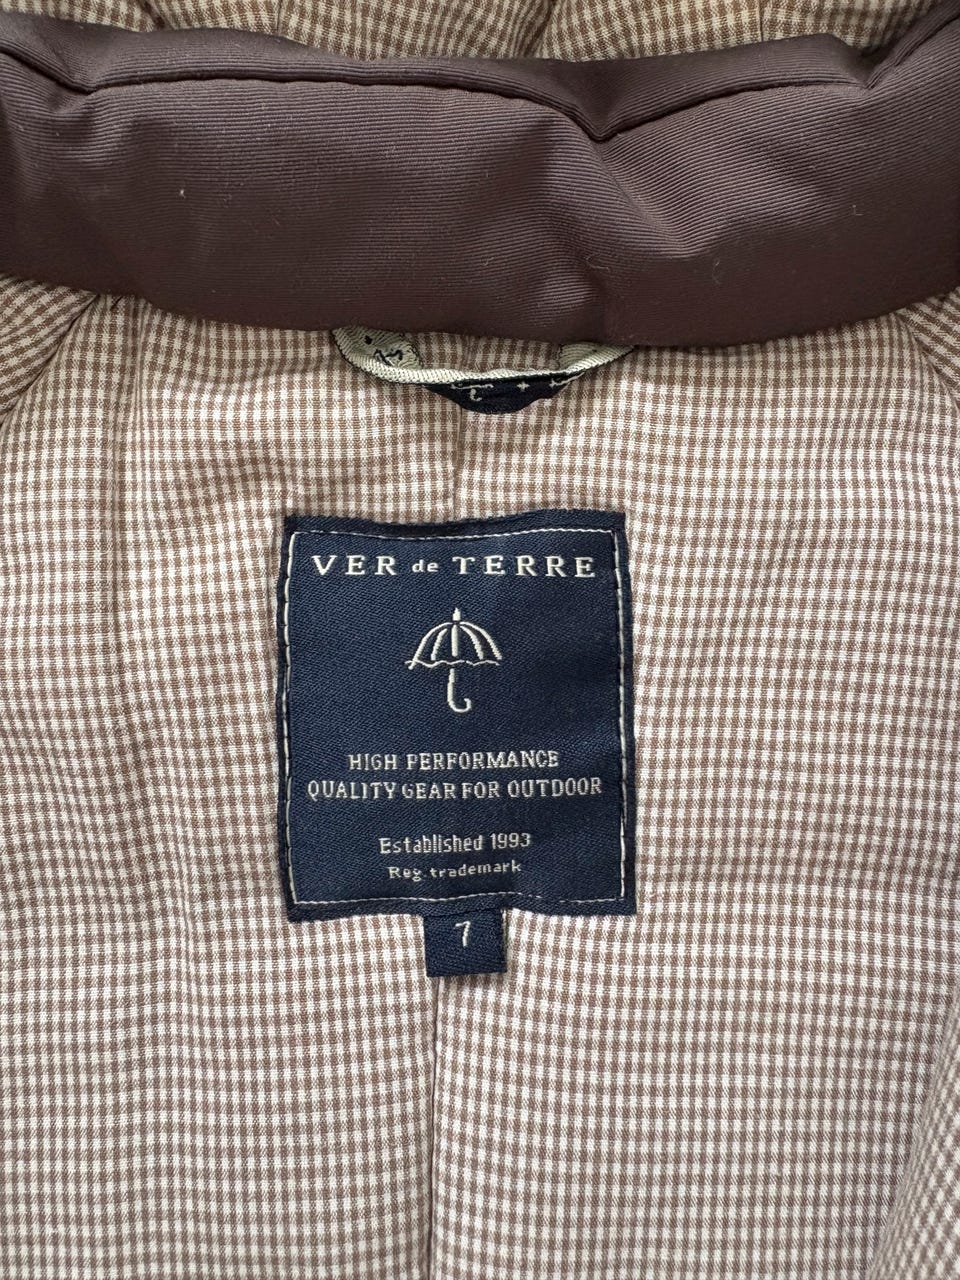 VER de TERRE
HIGH PERFORMANCE
QUALITY GEAR FOR OUTDOOR
Established 1993
Reg. trademark
7